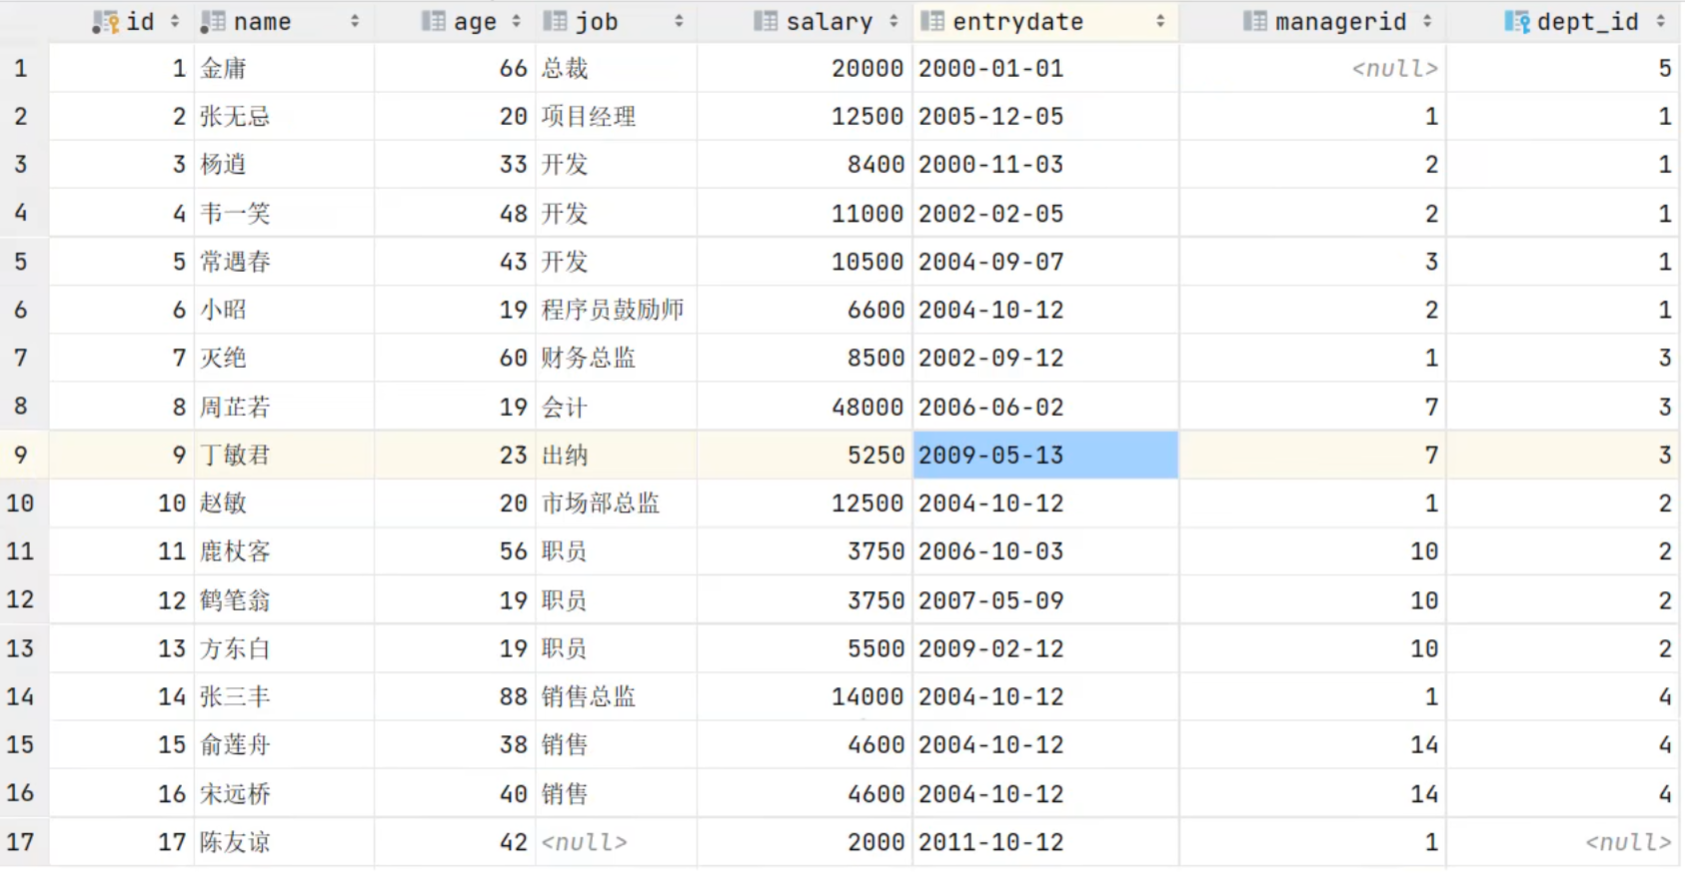 id name age job salary entrydate managerid dept_id
1 1 金庸 66 总裁 20000 2000-01-01 <null> 5
2 2 张无忌 20 项目经理 12500 2005-12-05 1 1
3 3 杨逍 33 开发 8400 2000-11-03 2 1
4 4 韦一笑 48 开发 11000 2002-02-05 2 1
5 5 常遇春 43 开发 10500 2004-09-07 3 1
6 6 小昭 19 程序员鼓励师 6600 2004-10-12 2 1
7 7 灭绝 60 财务总监 8500 2002-09-12 1 3
8 8 周芷若 19 会计 48000 2006-06-02 7 3
9 9 丁敏君 23 出纳 5250 2009-05-13 7 3
10 10 赵敏 20 市场部总监 12500 2004-10-12 1 2
11 11 鹿杖客 56 职员 3750 2006-10-03 10 2
12 12 鹤笔翁 19 职员 3750 2007-05-09 10 2
13 13 方东白 19 职员 5500 2009-02-12 10 2
14 14 张三丰 88 销售总监 14000 2004-10-12 1 4
15 15 俞莲舟 38 销售 4600 2004-10-12 14 4
16 16 宋远桥 40 销售 4600 2004-10-12 14 4
17 17 陈友谅 42 <null> 2000 2011-10-12 1 <null>